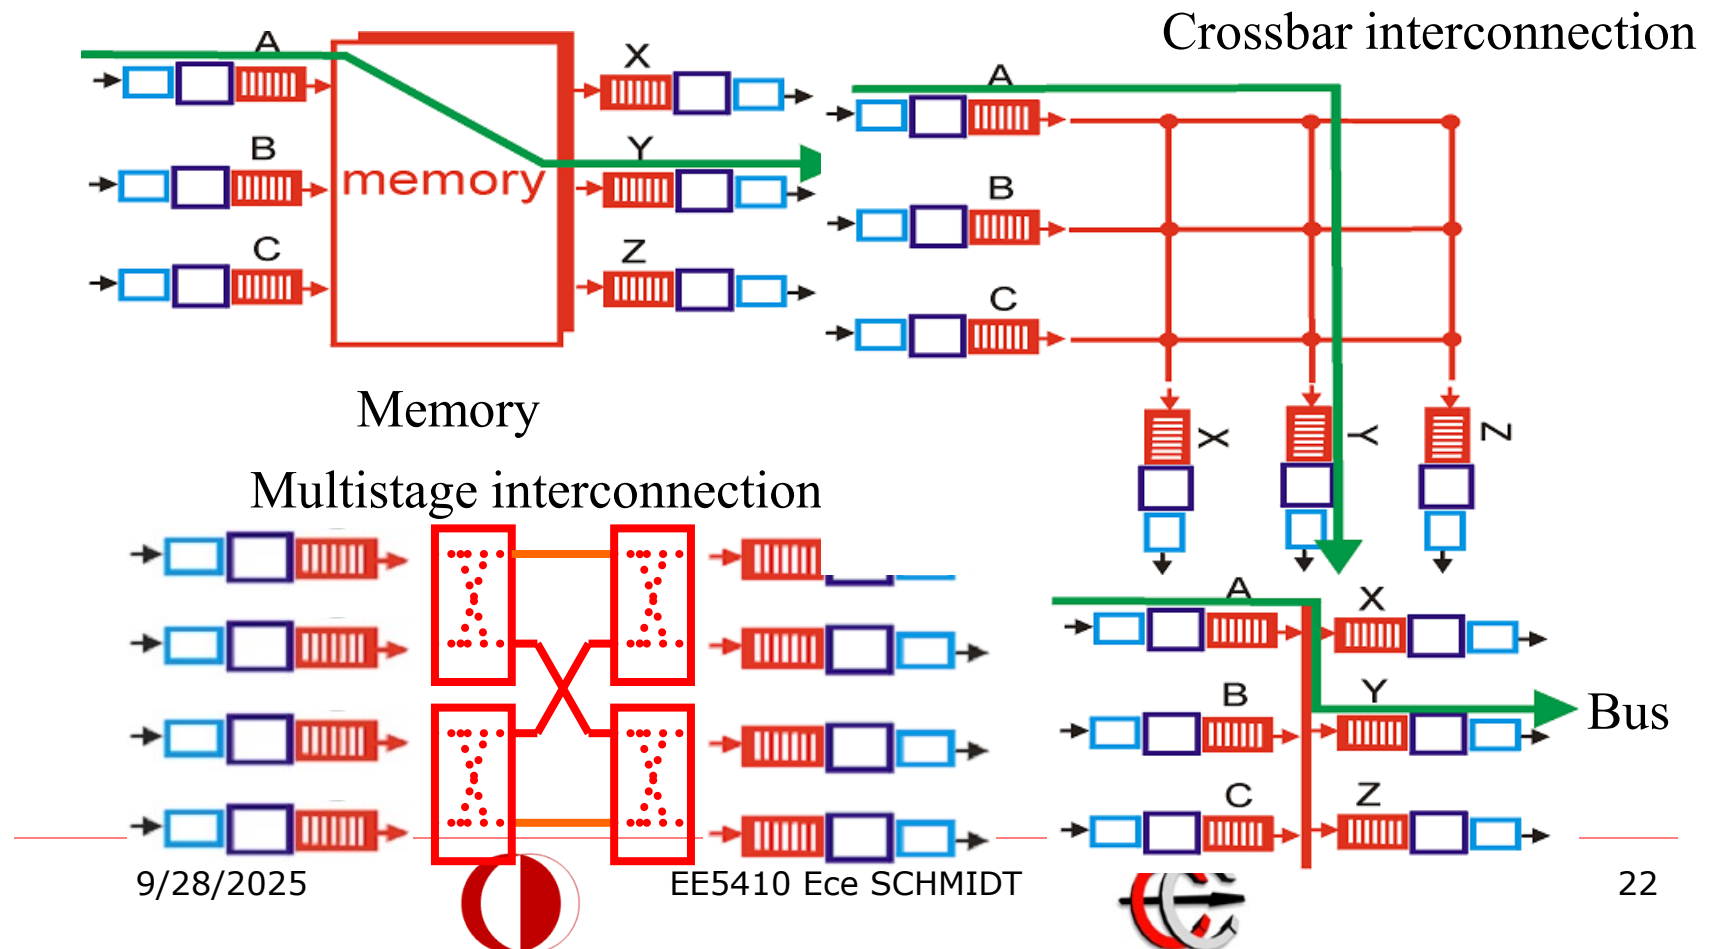 Crossbar interconnection
A
X
B
Y
memory
C
Z
Memory
A
B
C
X
Y
Z
Multistage interconnection
A
X
B
Y
Bus
C
Z
9/28/2025
EE5410 Ece SCHMIDT
22